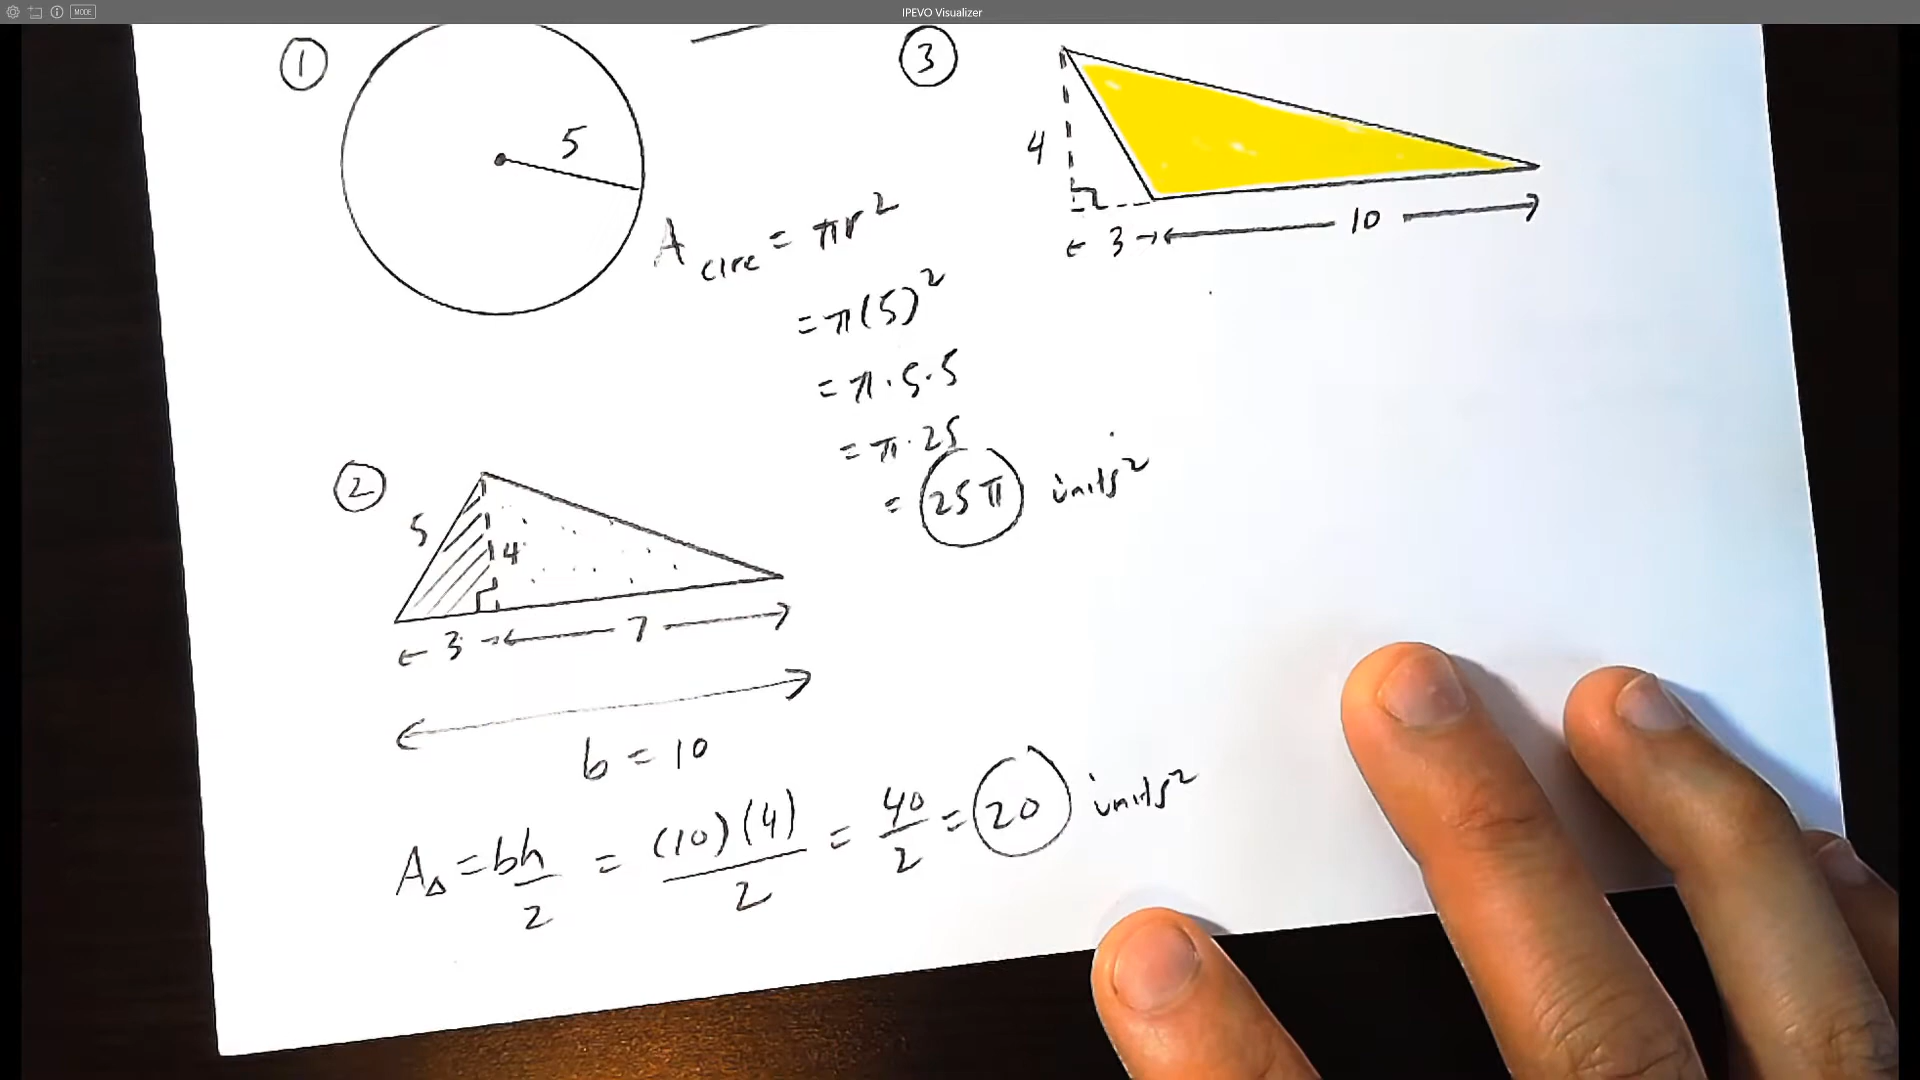 MODE
IPEVO Visualizer
①
5
A circ = πr²
= π(5)²
= π·5·5
= π·25
= 25π units²
②
5
4
← 3 →← 7 →
b = 10
A△ = bh/2 = (10)(4)/2 = 40/2 = 20 units²
③
4
← 3 →← 10 →